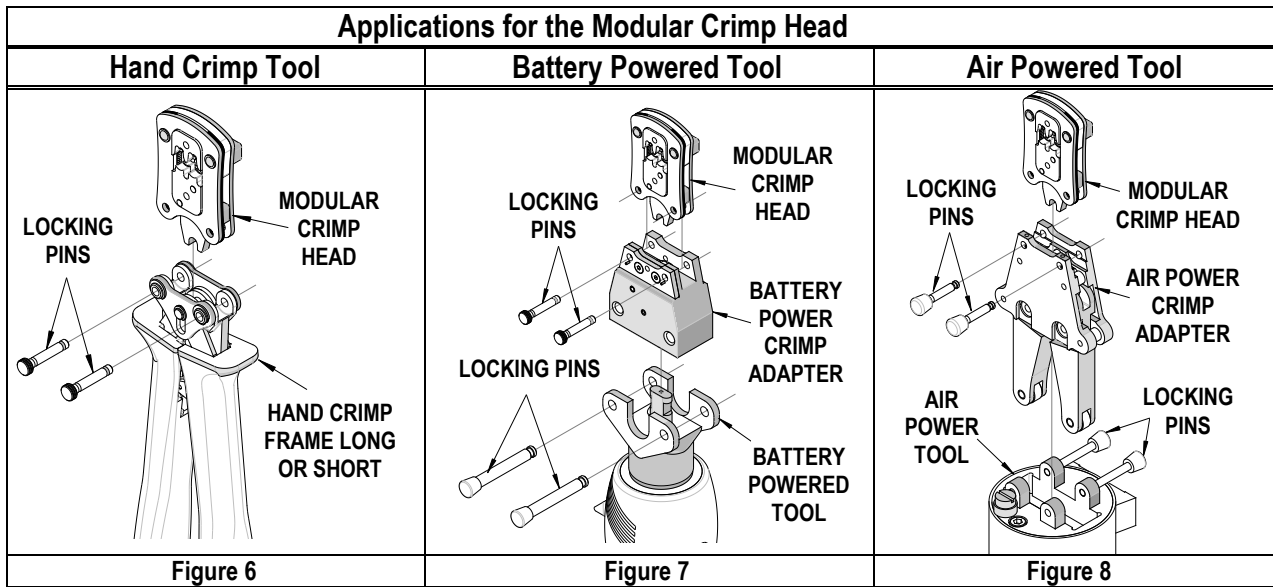 Applications for the Modular Crimp Head
Hand Crimp Tool
Battery Powered Tool
Air Powered Tool
LOCKING
PINS
MODULAR
CRIMP
HEAD
HAND CRIMP
FRAME LONG
OR SHORT
LOCKING
PINS
MODULAR
CRIMP
HEAD
BATTERY
POWER
CRIMP
ADAPTER
LOCKING PINS
BATTERY
POWERED
TOOL
LOCKING
PINS
MODULAR
CRIMP HEAD
AIR POWER
CRIMP
ADAPTER
AIR
POWER
TOOL
LOCKING
PINS
Figure 6
Figure 7
Figure 8